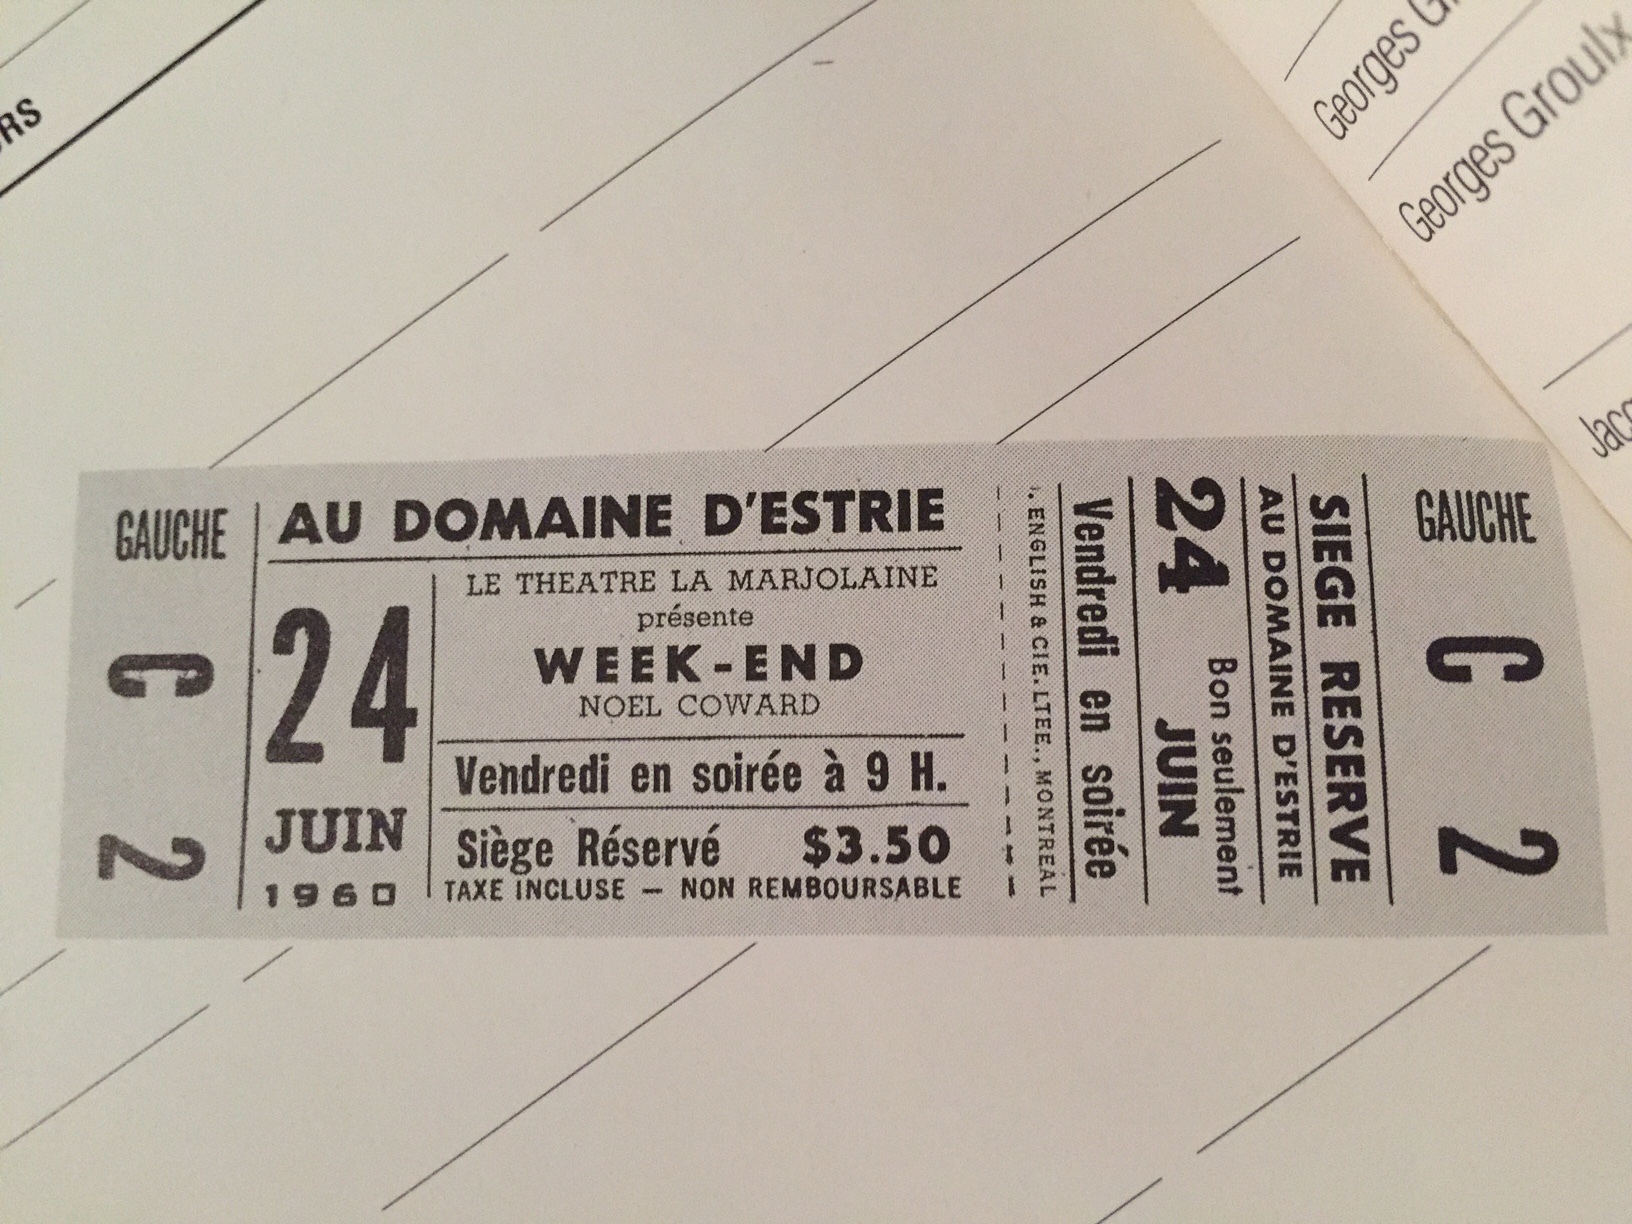 RS
Georges
Georges Groulx
GAUCHE
C
2
AU DOMAINE D'ESTRIE
24
JUIN
1960
LE THEATRE LA MARJOLAINE
présente
WEEK-END
NOEL COWARD
Vendredi en soirée à 9 H.
Siège Réservé $3.50
TAXE INCLUSE — NON REMBOURSABLE
. ENGLISH & CIE. LTEE., MONTREAL
Vendredi en soirée
24 JUIN
Bon seulement
AU DOMAINE D'ESTRIE
SIEGE RESERVE
GAUCHE
C
2